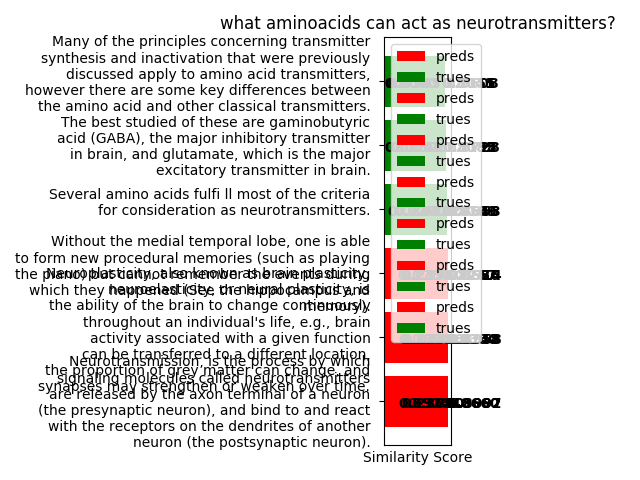 what aminoacids can act as neurotransmitters?
Many of the principles concerning transmitter
synthesis and inactivation that were previously
discussed apply to amino acid transmitters,
however there are some key differences between
the amino acid and other classical transmitters.
The best studied of these are gaminobutyric
acid (GABA), the major inhibitory transmitter
in brain, and glutamate, which is the major
excitatory transmitter in brain.
Several amino acids fulfi ll most of the criteria
for consideration as neurotransmitters.
Without the medial temporal lobe, one is able
to form new procedural memories (such as playing
the piano) but cannot remember the events during
which they happened (See the hippocampus and
memory).
Neuroplasticity, also known as brain plasticity,
neuroelasticity, or neural plasticity, is
the ability of the brain to change continuously
throughout an individual's life, e.g., brain
activity associated with a given function
can be transferred to a different location,
the proportion of grey matter can change, and
synapses may strengthen or weaken over time.
Neurotransmission, is the process by which
signaling molecules called neurotransmitters
are released by the axon terminal of a neuron
(the presynaptic neuron), and bind to and react
with the receptors on the dendrites of another
neuron (the postsynaptic neuron).
preds
trues
preds
trues
preds
trues
preds
trues
preds
trues
preds
trues
preds
trues
Similarity Score